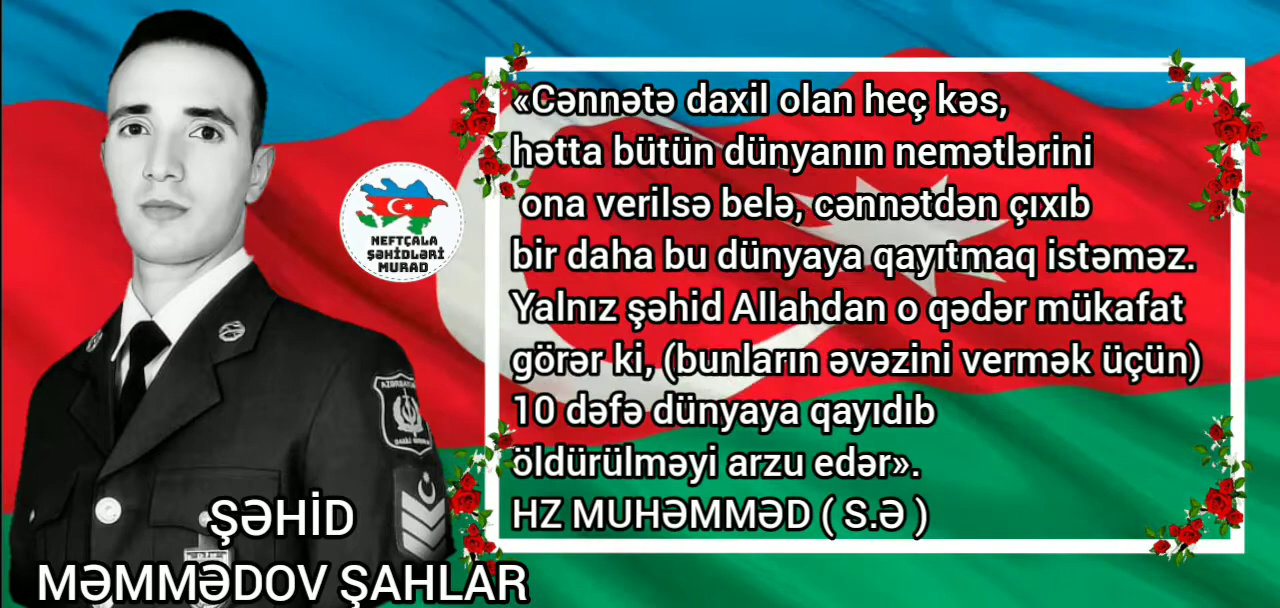 «Cənnətə daxil olan heç kəs,
hətta bütün dünyanın nemətlərini
ona verilsə belə, cənnətdən çıxıb
bir daha bu dünyaya qayıtmaq istəməz.
Yalnız şəhid Allahdan o qədər mükafat
görər ki, (bunların əvəzini vermək üçün)
10 dəfə dünyaya qayıdıb
öldürülməyi arzu edər».
HZ MUHƏMMƏD ( S.Ə )
NEFTÇALA
ŞƏHİDLƏRİ
MURAD
ŞƏHİD
MƏMMƏDOV ŞAHLAR